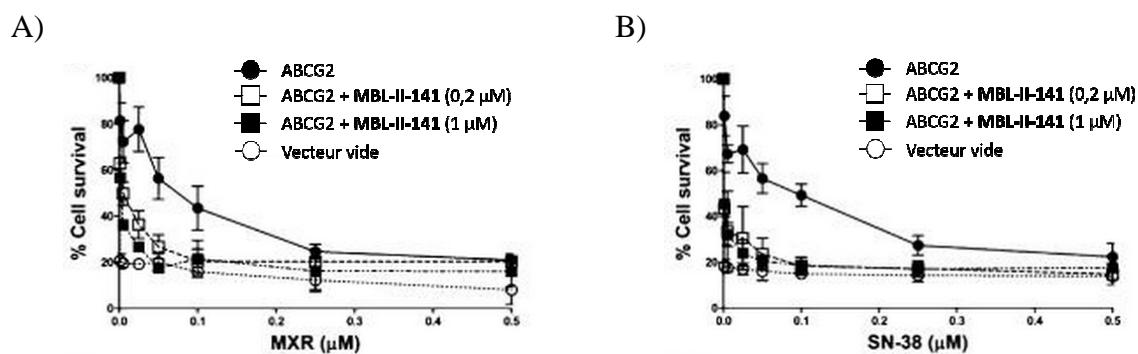 A)
ABCG2
ABCG2 + MBL-II-141 (0,2 µM)
ABCG2 + MBL-II-141 (1 µM)
Vecteur vide
% Cell survival
100
80
60
40
20
0
0.0
0.1
0.2
0.3
0.4
0.5
MXR (µM)
B)
ABCG2
ABCG2 + MBL-II-141 (0,2 µM)
ABCG2 + MBL-II-141 (1 µM)
Vecteur vide
% Cell survival
100
80
60
40
20
0
0.0
0.1
0.2
0.3
0.4
0.5
SN-38 (µM)